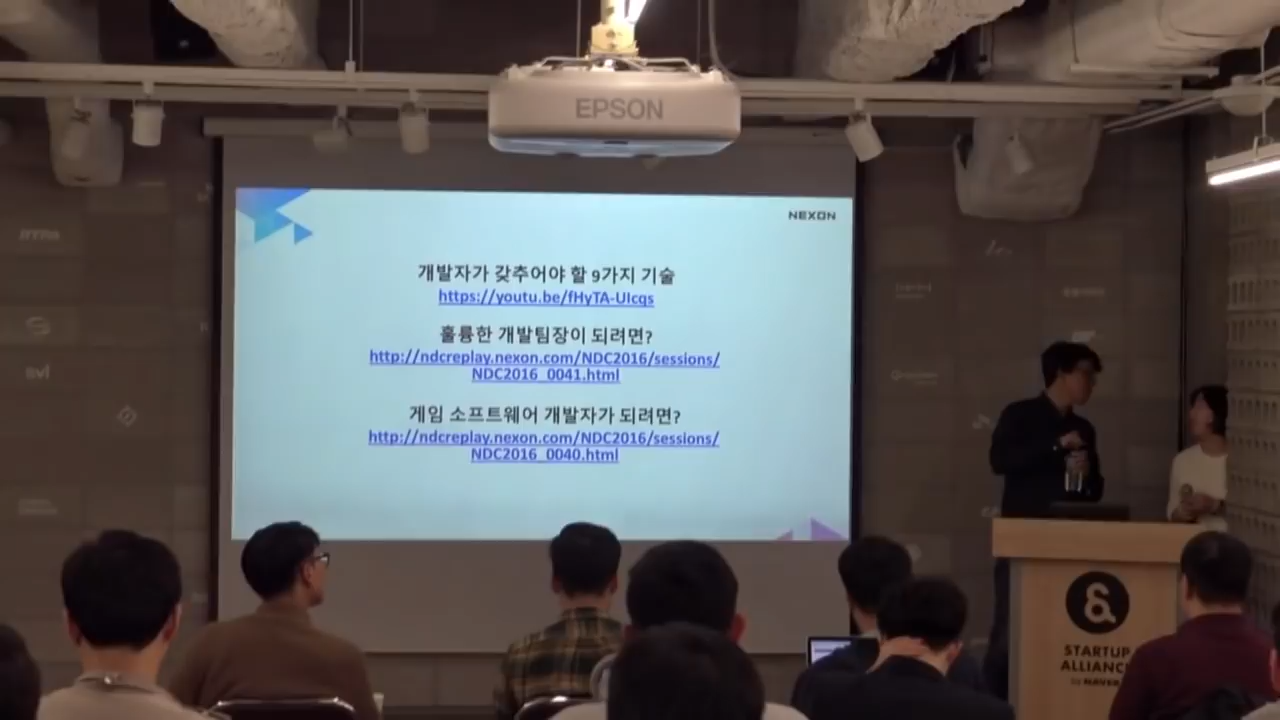 EPSON
NEXON
개발자가 갖추어야 할 9가지 기술
https://youtu.be/fHyTA-UIcqs
훌륭한 개발팀장이 되려면?
http://ndcreplay.nexon.com/NDC2016/sessions/
NDC2016_0041.html
게임 소프트웨어 개발자가 되려면?
http://ndcreplay.nexon.com/NDC2016/sessions/
NDC2016_0040.html
svl
&
STARTUP
ALLIANCE
by NAVER